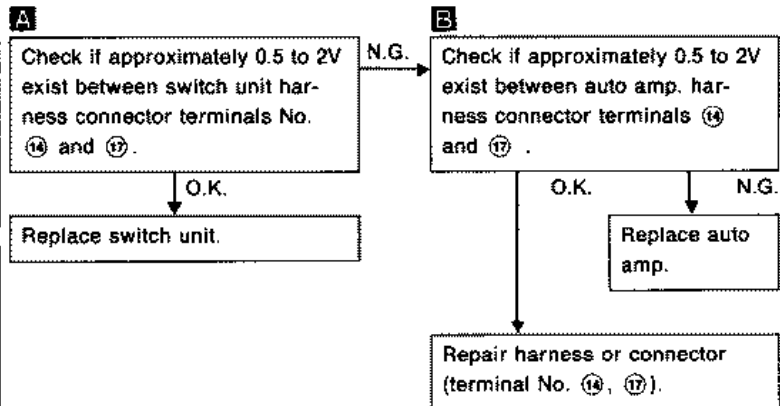 A
Check if approximately 0.5 to 2V
exist between switch unit har-
ness connector terminals No.
⑭ and ⑰.
N.G.
O.K.
Replace switch unit.
B
Check if approximately 0.5 to 2V
exist between auto amp. har-
ness connector terminals ⑭
and ⑰ .
O.K.
N.G.
Replace auto
amp.
Repair harness or connector
(terminal No. ⑭, ⑰).